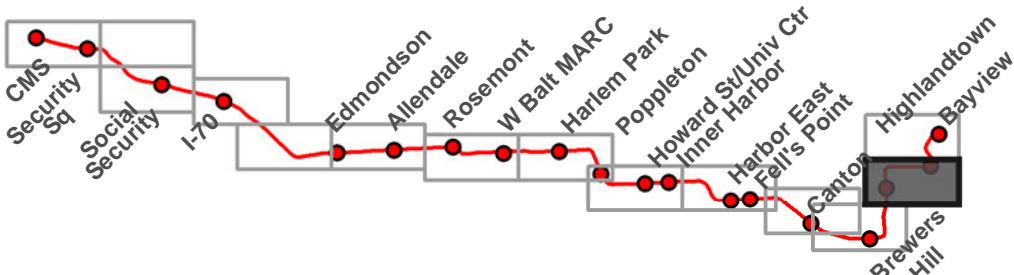 CMS
Security
Sq
Social
Security
I-70
Edmondson
Allendale
Rosemont
W Balt MARC
Harlem Park
Poppleton
Howard St/Univ Ctr
Inner Harbor
Harbor East
Fell's Point
Canton
Brewers
Hill
Highlandtown
Bayview